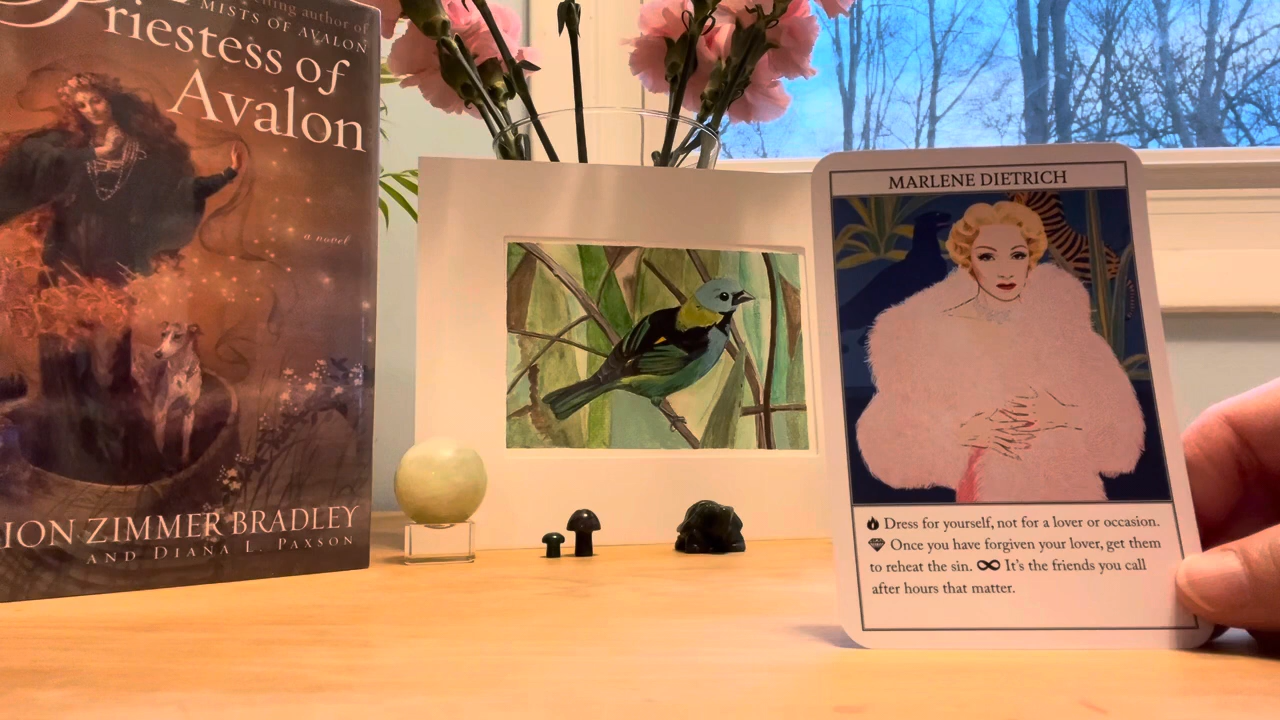 selling author of
MISTS OF AVALON
riestess of
Avalon
a novel
ION ZIMMER BRADLEY
AND DIANA L. PAXSON
MARLENE DIETRICH
Dress for yourself, not for a lover or occasion.
Once you have forgiven your lover, get them
to reheat the sin. ∞ It's the friends you call
after hours that matter.